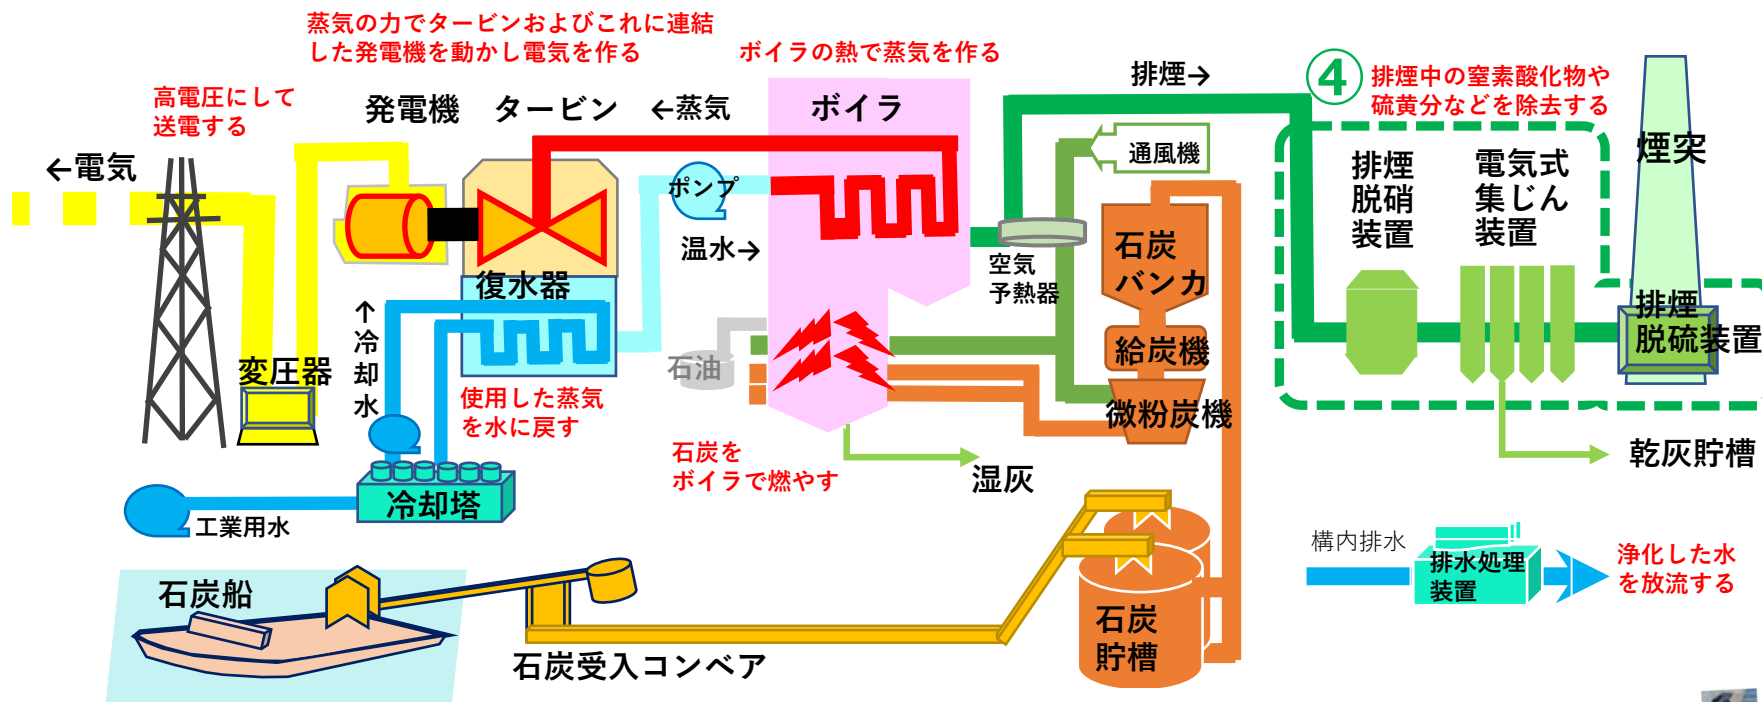 蒸気の力でタービンおよびこれに連結
した発電機を動かし電気を作る
ボイラの熱で蒸気を作る
高電圧にして
送電する
発電機
タービン
←蒸気
ボイラ
排煙→
④
排煙中の窒素酸化物や
硫黄分などを除去する
←電気
ポンプ
通風機
排煙
脱硝
装置
電気式
集じん
装置
煙突
温水→
空気
予熱器
石炭
バンカ
復水器
↑
冷
却
水
変圧器
石油
給炭機
微粉炭機
排煙
脱硫装置
使用した蒸気
を水に戻す
石炭を
ボイラで燃やす
湿灰
乾灰貯槽
冷却塔
工業用水
構内排水
排水処理
装置
浄化した水
を放流する
石炭船
石炭受入コンベア
石炭
貯槽